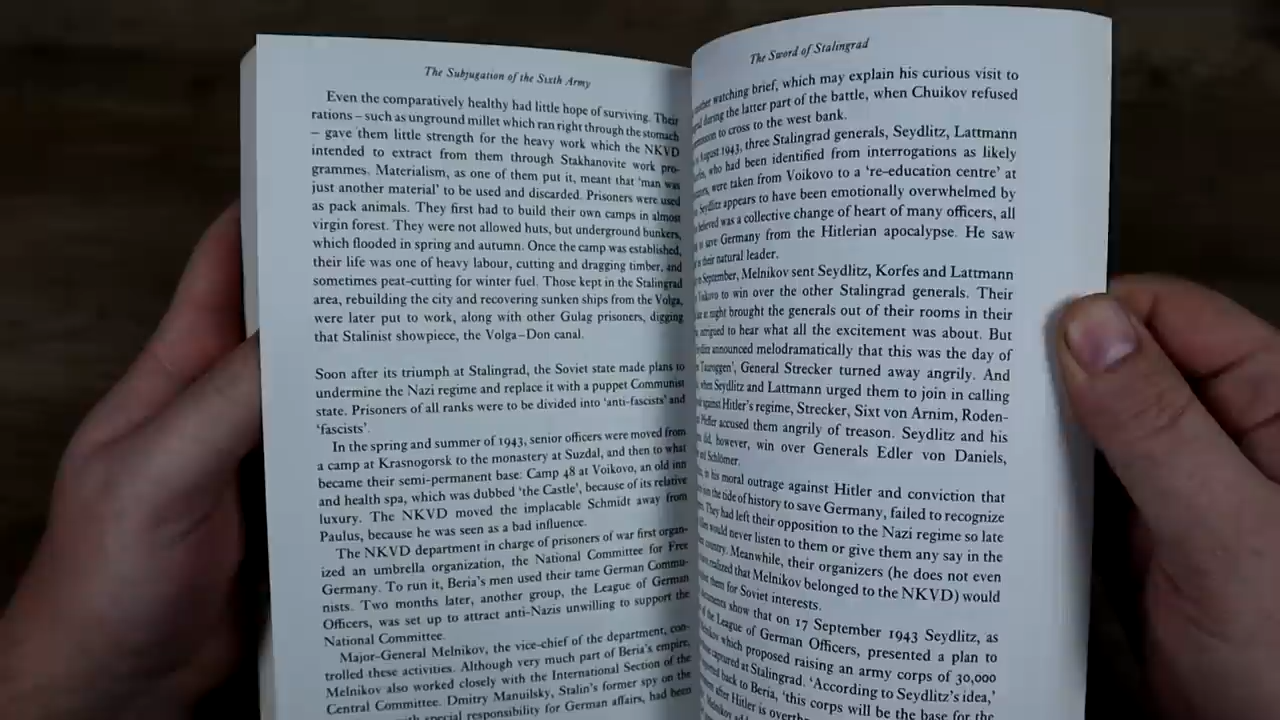 The Subjugation of the Sixth Army
Even the comparatively healthy had little hope of surviving. Their
rations – such as unground millet which ran right through the stomach
– gave them little strength for the heavy work which the NKVD
intended to extract from them through Stakhanovite work pro-
grammes. Materialism, as one of them put it, meant that 'man was
just another material' to be used and discarded. Prisoners were used
as pack animals. They first had to build their own camps in almost
virgin forest. They were not allowed huts, but underground bunkers,
which flooded in spring and autumn. Once the camp was established,
their life was one of heavy labour, cutting and dragging timber, and
sometimes peat-cutting for winter fuel. Those kept in the Stalingrad
area, rebuilding the city and recovering sunken ships from the Volga,
were later put to work, along with other Gulag prisoners, digging
that Stalinist showpiece, the Volga–Don canal.
Soon after its triumph at Stalingrad, the Soviet state made plans to
undermine the Nazi regime and replace it with a puppet Communist
state. Prisoners of all ranks were to be divided into 'anti-fascists' and
'fascists'.
In the spring and summer of 1943, senior officers were moved from
a camp at Krasnogorsk to the monastery at Suzdal, and then to what
became their semi-permanent base: Camp 48 at Voikovo, an old inn
and health spa, which was dubbed 'the Castle', because of its relative
luxury. The NKVD moved the implacable Schmidt away from
Paulus, because he was seen as a bad influence.
The NKVD department in charge of prisoners of war first organ-
ized an umbrella organization, the National Committee for Free
Germany. To run it, Beria's men used their tame German Commu-
nists. Two months later, another group, the League of German
Officers, was set up to attract anti-Nazis unwilling to support the
National Committee.
Major-General Melnikov, the vice-chief of the department, con-
trolled these activities. Although very much part of Beria's empire,
Melnikov also worked closely with the International Section of the
Central Committee. Dmitry Manuilsky, Stalin's former spy on the
special responsibility for German affairs, had been
The Sword of Stalingrad
watching brief, which may explain his curious visit to
during the latter part of the battle, when Chuikov refused
to cross to the west bank.
August 1943, three Stalingrad generals, Seydlitz, Lattmann
who had been identified from interrogations as likely
were taken from Voikovo to a 're-education centre' at
Seydlitz appears to have been emotionally overwhelmed by
believed was a collective change of heart of many officers, all
to save Germany from the Hitlerian apocalypse. He saw
their natural leader.
September, Melnikov sent Seydlitz, Korfes and Lattmann
to win over the other Stalingrad generals. Their
at night brought the generals out of their rooms in their
intrigued to hear what all the excitement was about. But
announced melodramatically that this was the day of
Tauroggen', General Strecker turned away angrily. And
when Seydlitz and Lattmann urged them to join in calling
against Hitler's regime, Strecker, Sixt von Arnim, Roden-
Pfeffer accused them angrily of treason. Seydlitz and his
did, however, win over Generals Edler von Daniels,
and Schlömer.
in his moral outrage against Hitler and conviction that
the tide of history to save Germany, failed to recognize
They had left their opposition to the Nazi regime so late
would never listen to them or give them any say in the
country. Meanwhile, their organizers (he does not even
realized that Melnikov belonged to the NKVD) would
them for Soviet interests.
show that on 17 September 1943 Seydlitz, as
of the League of German Officers, presented a plan to
which proposed raising an army corps of 30,000
captured at Stalingrad. 'According to Seydlitz's idea,'
back to Beria, 'this corps will be the base for the
after Hitler is